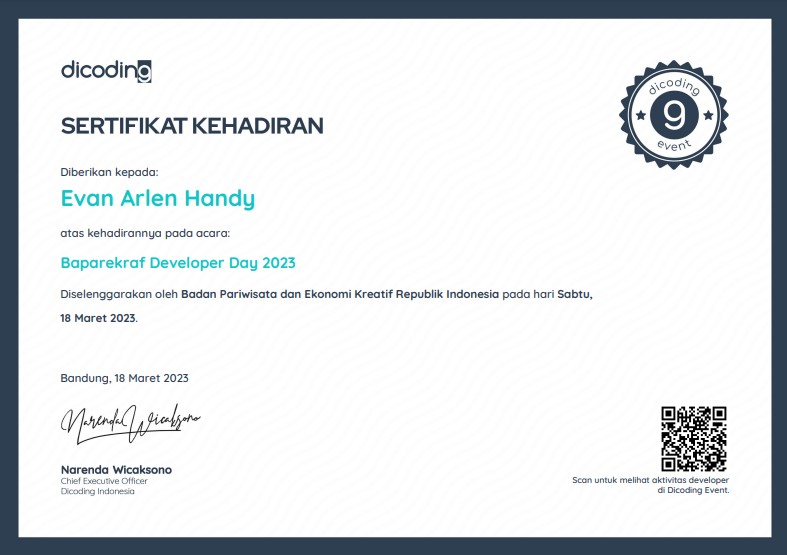 dicoding
dicoding
g
event
SERTIFIKAT KEHADIRAN
Diberikan kepada:
Evan Arlen Handy
atas kehadirannya pada acara:
Baparekraf Developer Day 2023
Diselenggarakan oleh Badan Pariwisata dan Ekonomi Kreatif Republik Indonesia pada hari Sabtu,
18 Maret 2023.
Bandung, 18 Maret 2023
Narenda Wicaksono
Narenda Wicaksono
Chief Executive Officer
Dicoding Indonesia
Scan untuk melihat aktivitas developer
di Dicoding Event.